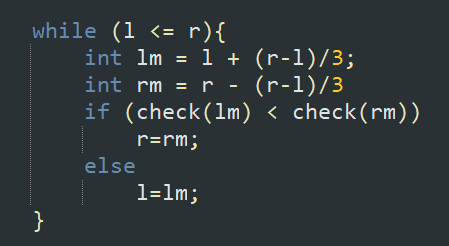 while (l <= r){
    int lm = l + (r-l)/3;
    int rm = r - (r-l)/3
    if (check(lm) < check(rm))
        r=rm;
    else
        l=lm;
}